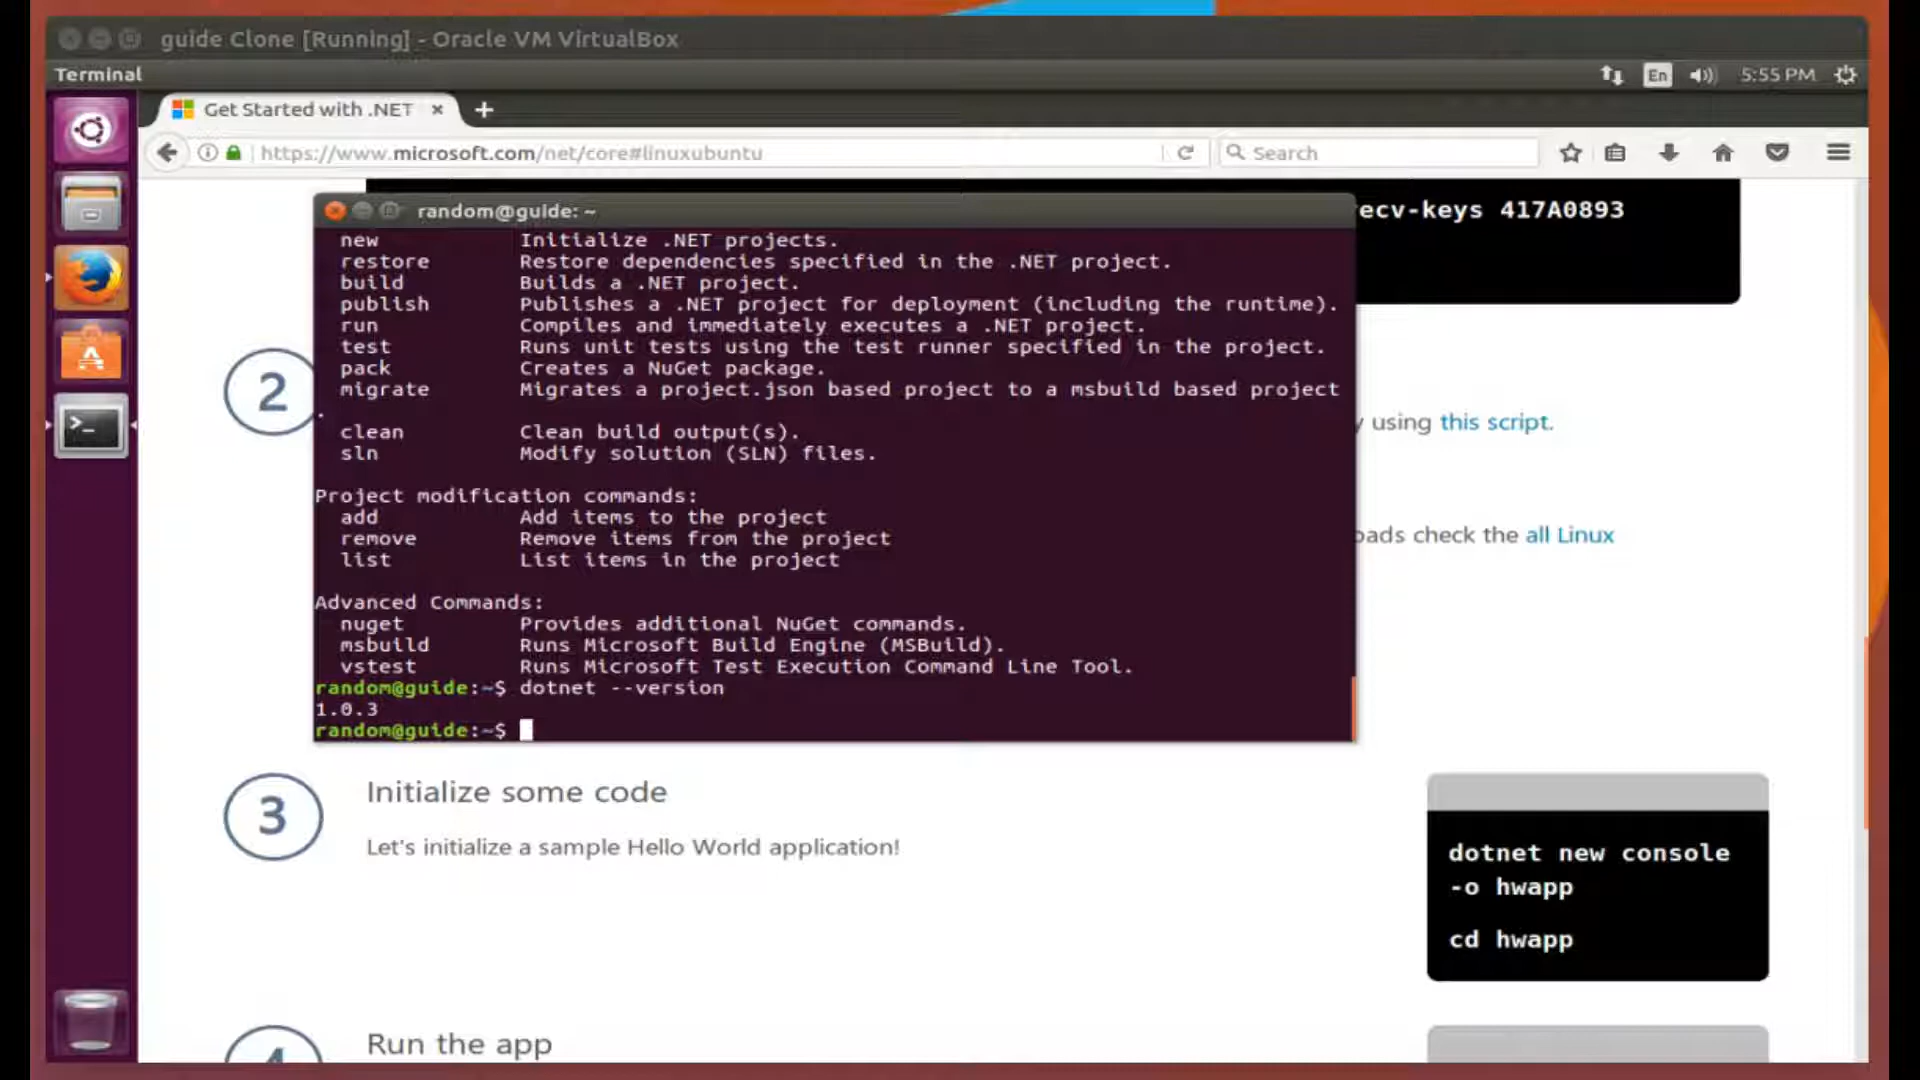 guide Clone [Running] - Oracle VM VirtualBox
Terminal
En
5:55 PM
Get Started with .NET
https://www.microsoft.com/net/core#linuxubuntu
Search
ecv-keys 417A0893
random@guide: ~
new Initialize .NET projects.
restore Restore dependencies specified in the .NET project.
build Builds a .NET project.
publish Publishes a .NET project for deployment (including the runtime).
run Compiles and immediately executes a .NET project.
test Runs unit tests using the test runner specified in the project.
pack Creates a NuGet package.
migrate Migrates a project.json based project to a msbuild based project
.
clean Clean build output(s).
sln Modify solution (SLN) files.
Project modification commands:
add Add items to the project
remove Remove items from the project
list List items in the project
Advanced Commands:
nuget Provides additional NuGet commands.
msbuild Runs Microsoft Build Engine (MSBuild).
vstest Runs Microsoft Test Execution Command Line Tool.
random@guide:~$ dotnet --version
1.0.3
random@guide:~$
2
y using this script.
oads check the all Linux
3
Initialize some code
Let's initialize a sample Hello World application!
dotnet new console
-o hwapp
cd hwapp
4
Run the app